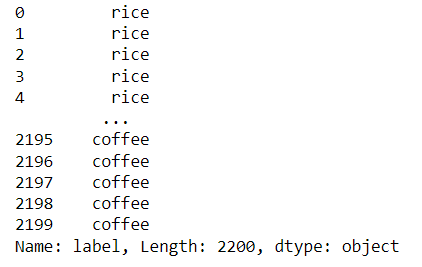 0 rice
1 rice
2 rice
3 rice
4 rice
...
2195 coffee
2196 coffee
2197 coffee
2198 coffee
2199 coffee
Name: label, Length: 2200, dtype: object